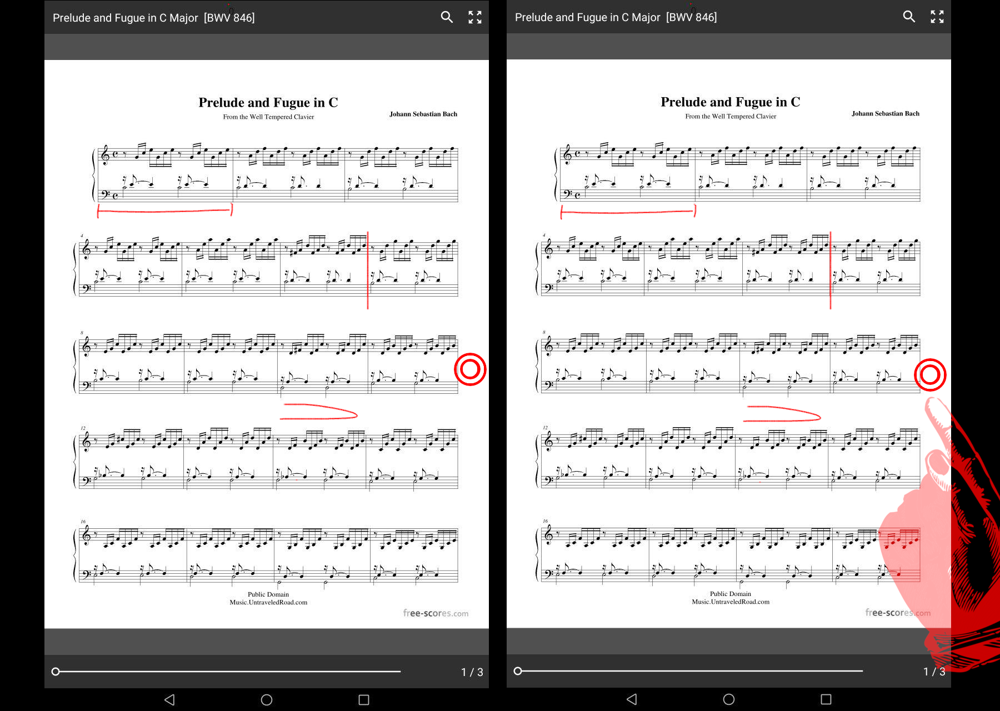 Prelude and Fugue in C Major [BWV 846]
Prelude and Fugue in C
From the Well Tempered Clavier
Johann Sebastian Bach
4
8
12
16
Public Domain
Music.UntraveledRoad.com
free-scores.com
1 / 3
Prelude and Fugue in C Major [BWV 846]
Prelude and Fugue in C
From the Well Tempered Clavier
Johann Sebastian Bach
4
8
12
16
Public Domain
Music.UntraveledRoad.com
free-scores.com
1 / 3